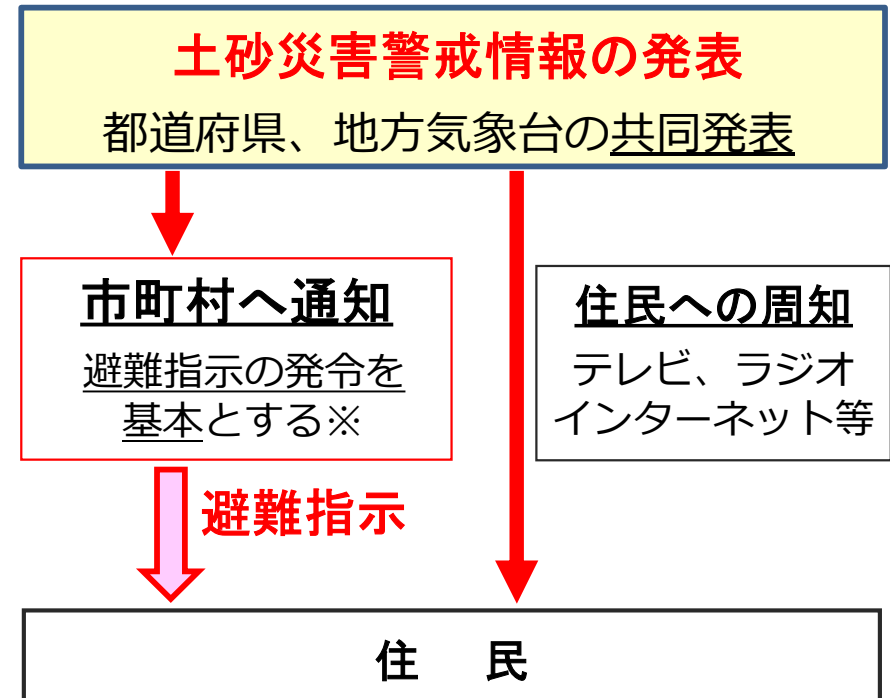 土砂災害警戒情報の発表
都道府県、地方気象台の共同発表
市町村へ通知
避難指示の発令を
基本とする※
住民への周知
テレビ、ラジオ
インターネット等
避難指示
住　民